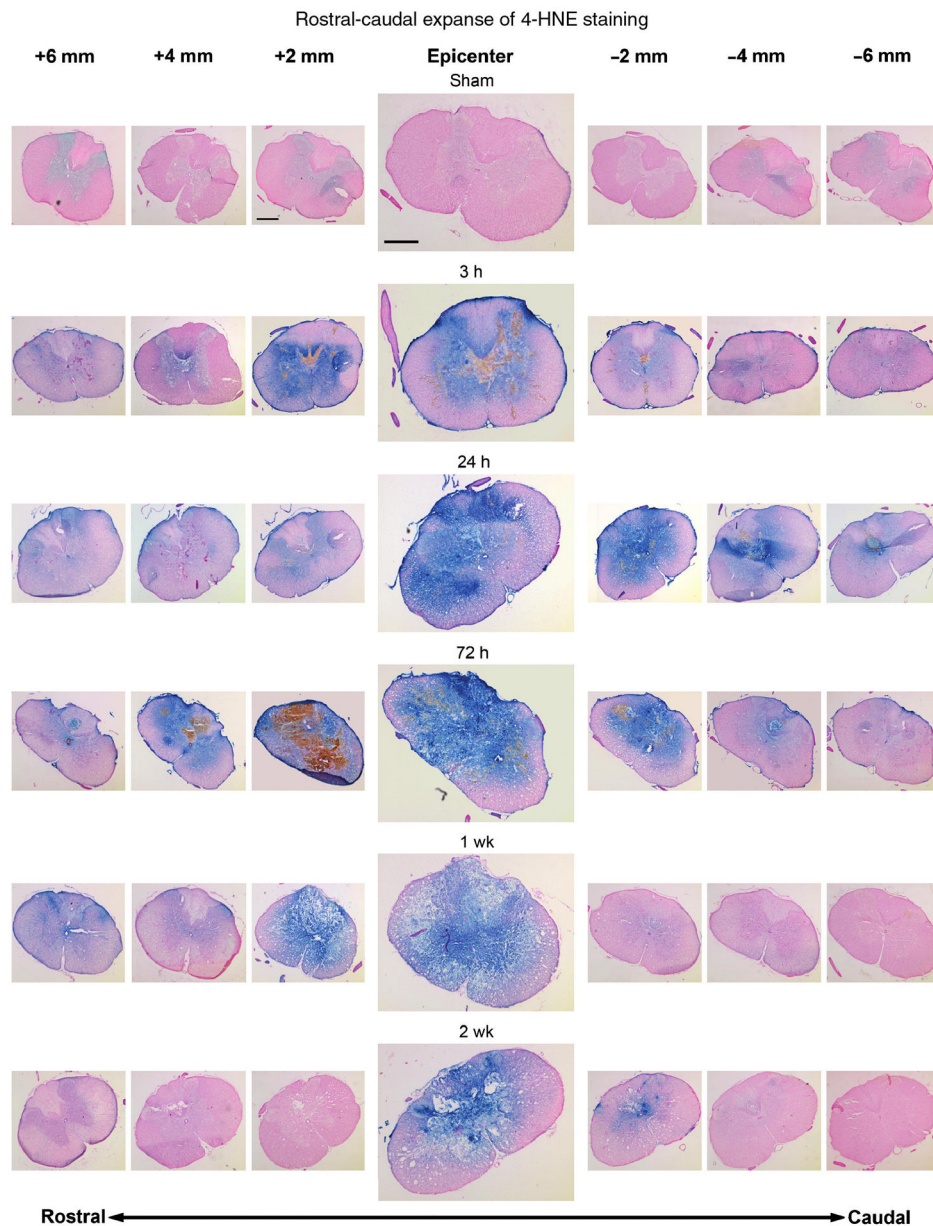 Rostral-caudal expanse of 4-HNE staining
+6 mm +4 mm +2 mm Epicenter −2 mm −4 mm −6 mm
Sham
3 h
24 h
72 h
1 wk
2 wk
Rostral Caudal